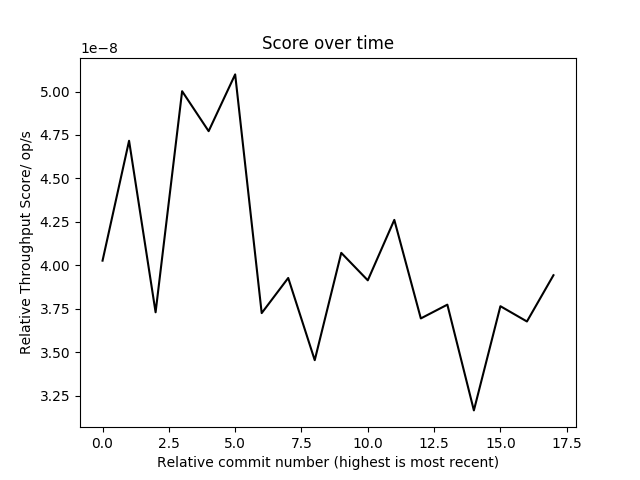 Score over time
1e−8
Relative Throughput Score/ op/s
5.00
4.75
4.50
4.25
4.00
3.75
3.50
3.25
0.0 2.5 5.0 7.5 10.0 12.5 15.0 17.5
Relative commit number (highest is most recent)